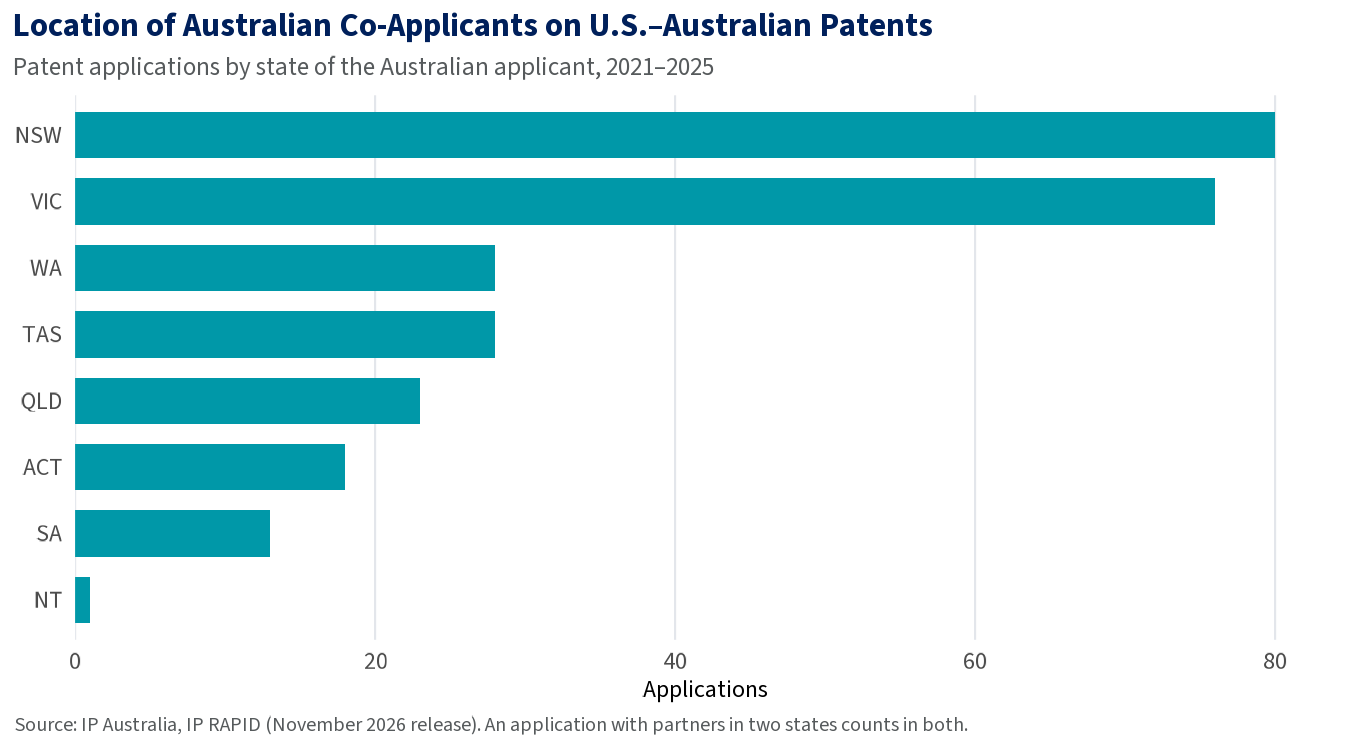 Location of Australian Co-Applicants on U.S.–Australian Patents
Patent applications by state of the Australian applicant, 2021–2025
NSW
VIC
WA
TAS
QLD
ACT
SA
NT
0 20 40 60 80
Applications
Source: IP Australia, IP RAPID (November 2026 release). An application with partners in two states counts in both.